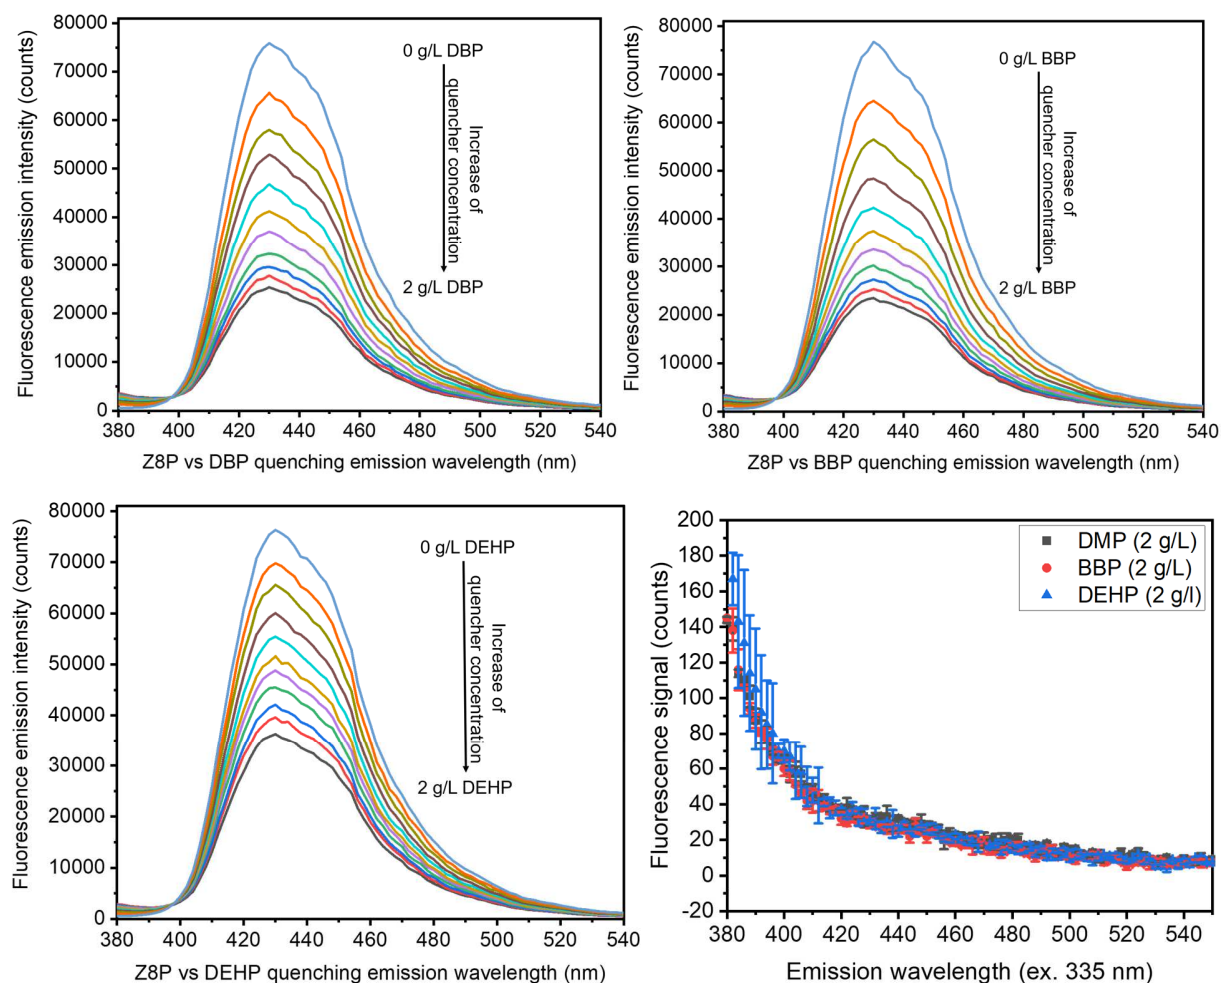 Fluorescence emission intensity (counts)
80000
70000
60000
50000
40000
30000
20000
10000
0
0 g/L DBP
Increase of
quencher concentration
2 g/L DBP
380 400 420 440 460 480 500 520 540
Z8P vs DBP quenching emission wavelength (nm)
Fluorescence emission intensity (counts)
80000
70000
60000
50000
40000
30000
20000
10000
0
0 g/L BBP
Increase of
quencher concentration
2 g/L BBP
380 400 420 440 460 480 500 520 540
Z8P vs BBP quenching emission wavelength (nm)
Fluorescence emission intensity (counts)
80000
70000
60000
50000
40000
30000
20000
10000
0
0 g/L DEHP
Increase of
quencher concentration
2 g/L DEHP
380 400 420 440 460 480 500 520 540
Z8P vs DEHP quenching emission wavelength (nm)
Fluorescence signal (counts)
200
180
160
140
120
100
80
60
40
20
0
-20
DMP (2 g/L)
BBP (2 g/L)
DEHP (2 g/l)
380 400 420 440 460 480 500 520 540
Emission wavelength (ex. 335 nm)